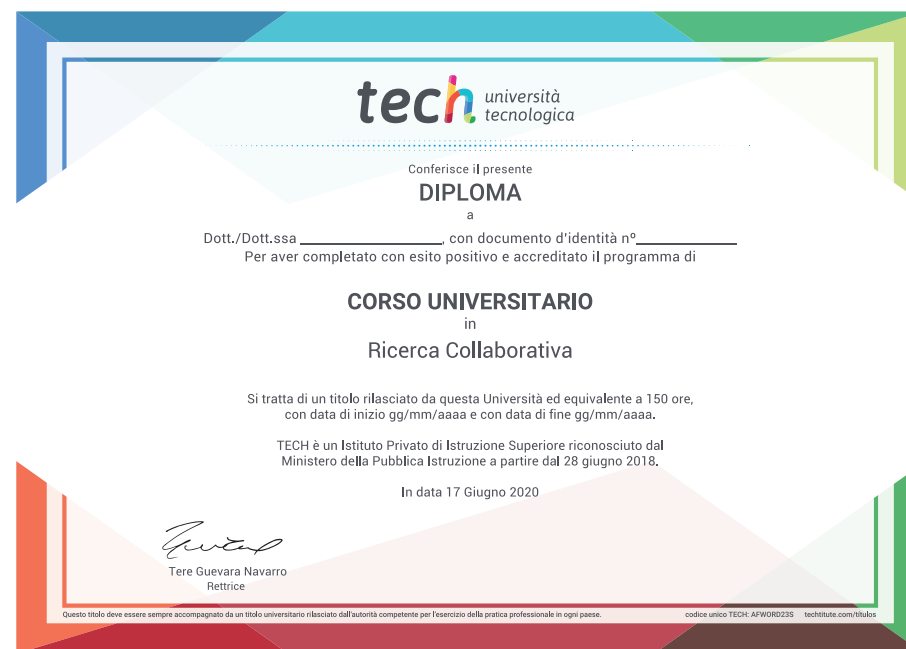 tech università
tecnologica
Conferisce il presente
DIPLOMA
a
Dott./Dott.ssa ________________, con documento d'identità nº____________
Per aver completato con esito positivo e accreditato il programma di
CORSO UNIVERSITARIO
in
Ricerca Collaborativa
Si tratta di un titolo rilasciato da questa Università ed equivalente a 150 ore,
con data di inizio gg/mm/aaaa e con data di fine gg/mm/aaaa.
TECH è un Istituto Privato di Istruzione Superiore riconosciuto dal
Ministero della Pubblica Istruzione a partire dal 28 giugno 2018.
In data 17 Giugno 2020
Tere Guevara Navarro
Rettrice
Questo titolo deve essere sempre accompagnato da un titolo universitario rilasciato dall'autorità competente per l'esercizio della pratica professionale in ogni paese. codice unico TECH: AFWORD23S techtitute.com/titulos